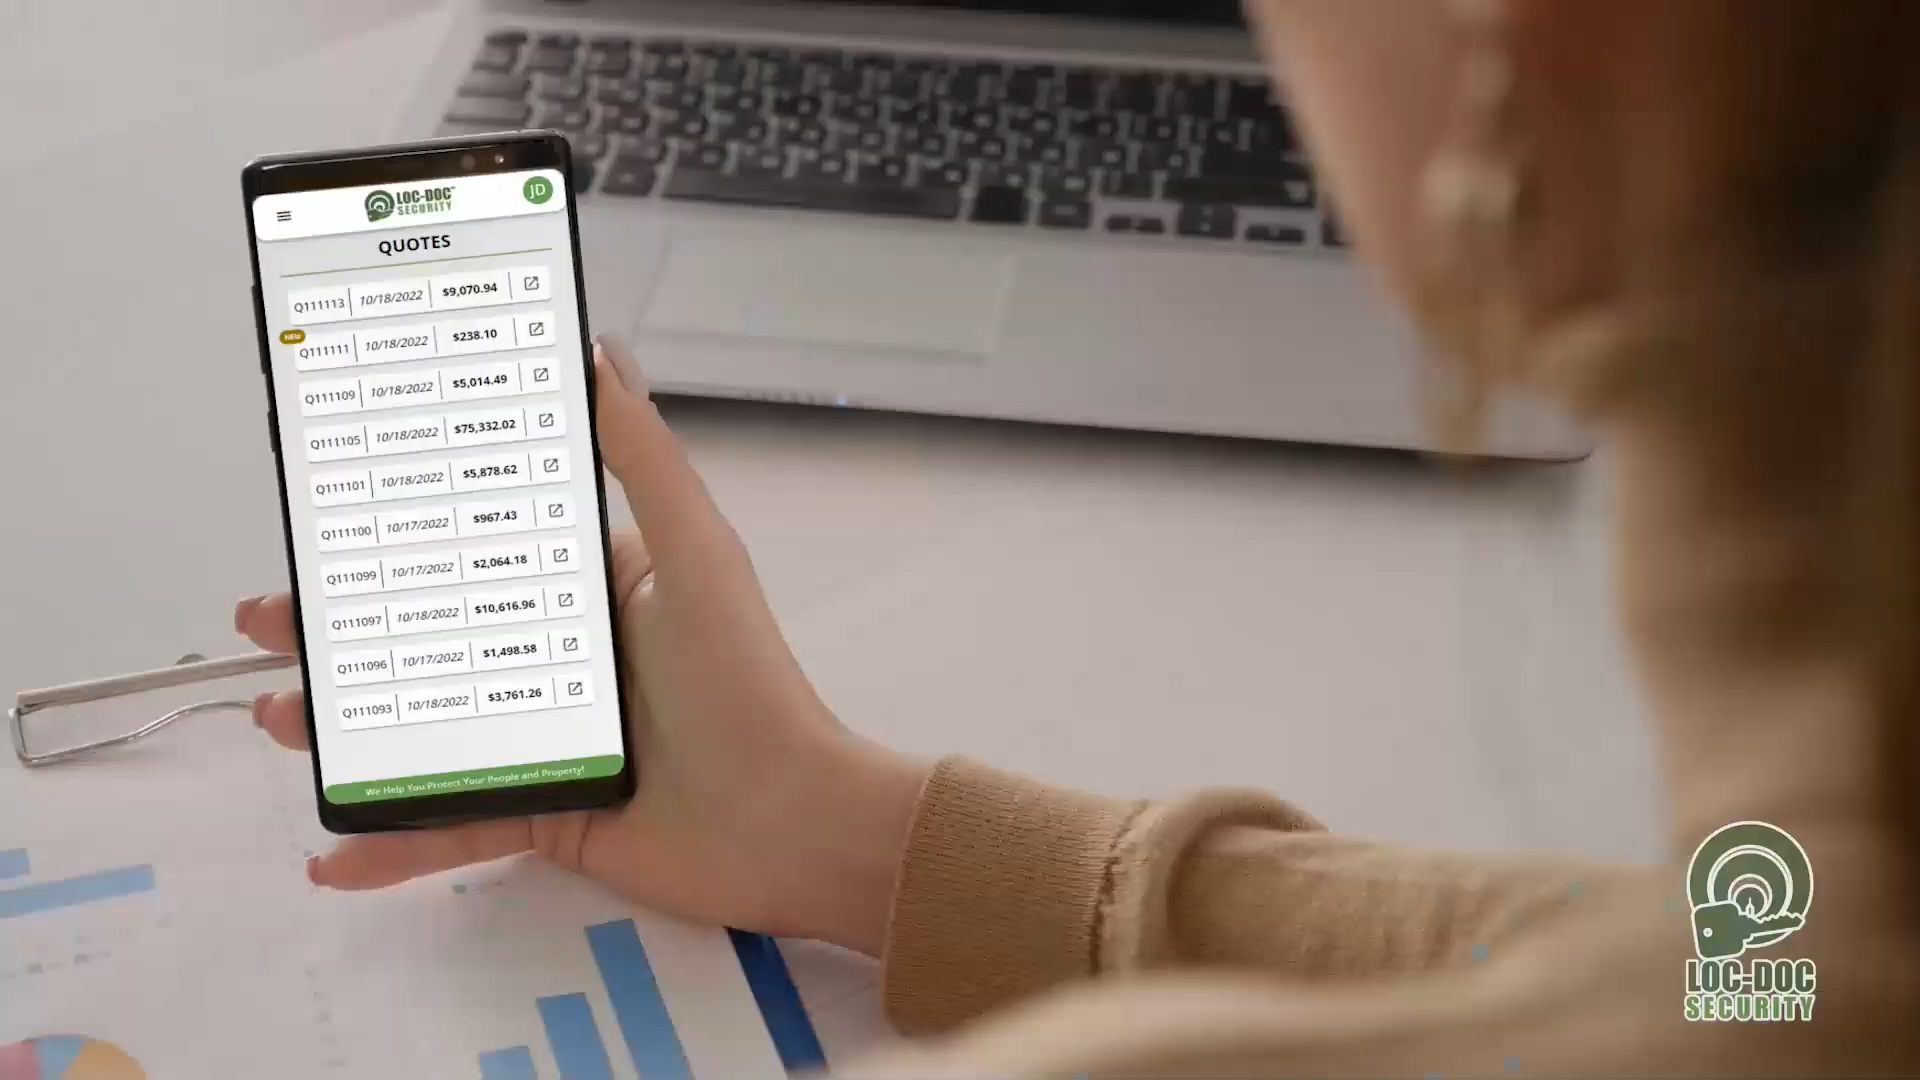 LOC-DOC™
SECURITY
JD
QUOTES
Q111113 10/18/2022 $9,070.94
NEW
Q111111 10/18/2022 $238.10
Q111109 10/18/2022 $5,014.49
Q111105 10/18/2022 $75,332.02
Q111101 10/18/2022 $5,878.62
Q111100 10/17/2022 $967.43
Q111099 10/17/2022 $2,064.18
Q111097 10/18/2022 $10,616.96
Q111096 10/17/2022 $1,498.58
Q111093 10/18/2022 $3,761.26
We Help You Protect Your People and Property!
LOC-DOC
SECURITY